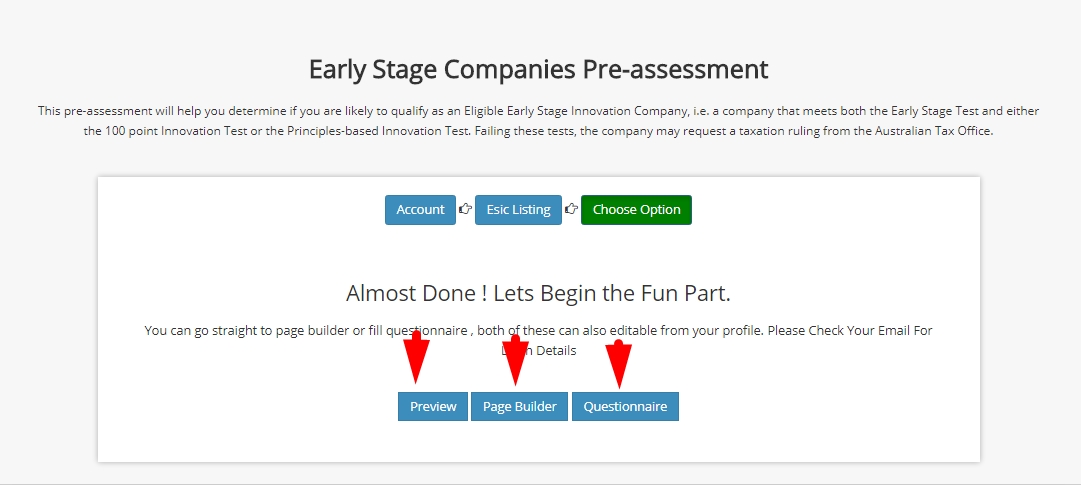 Early Stage Companies Pre-assessment
This pre-assessment will help you determine if you are likely to qualify as an Eligible Early Stage Innovation Company, i.e. a company that meets both the Early Stage Test and either
the 100 point Innovation Test or the Principles-based Innovation Test. Failing these tests, the company may request a taxation ruling from the Australian Tax Office.
Account Esic Listing Choose Option
Almost Done ! Lets Begin the Fun Part.
You can go straight to page builder or fill questionnaire , both of these can also editable from your profile. Please Check Your Email For
Details
Preview Page Builder Questionnaire